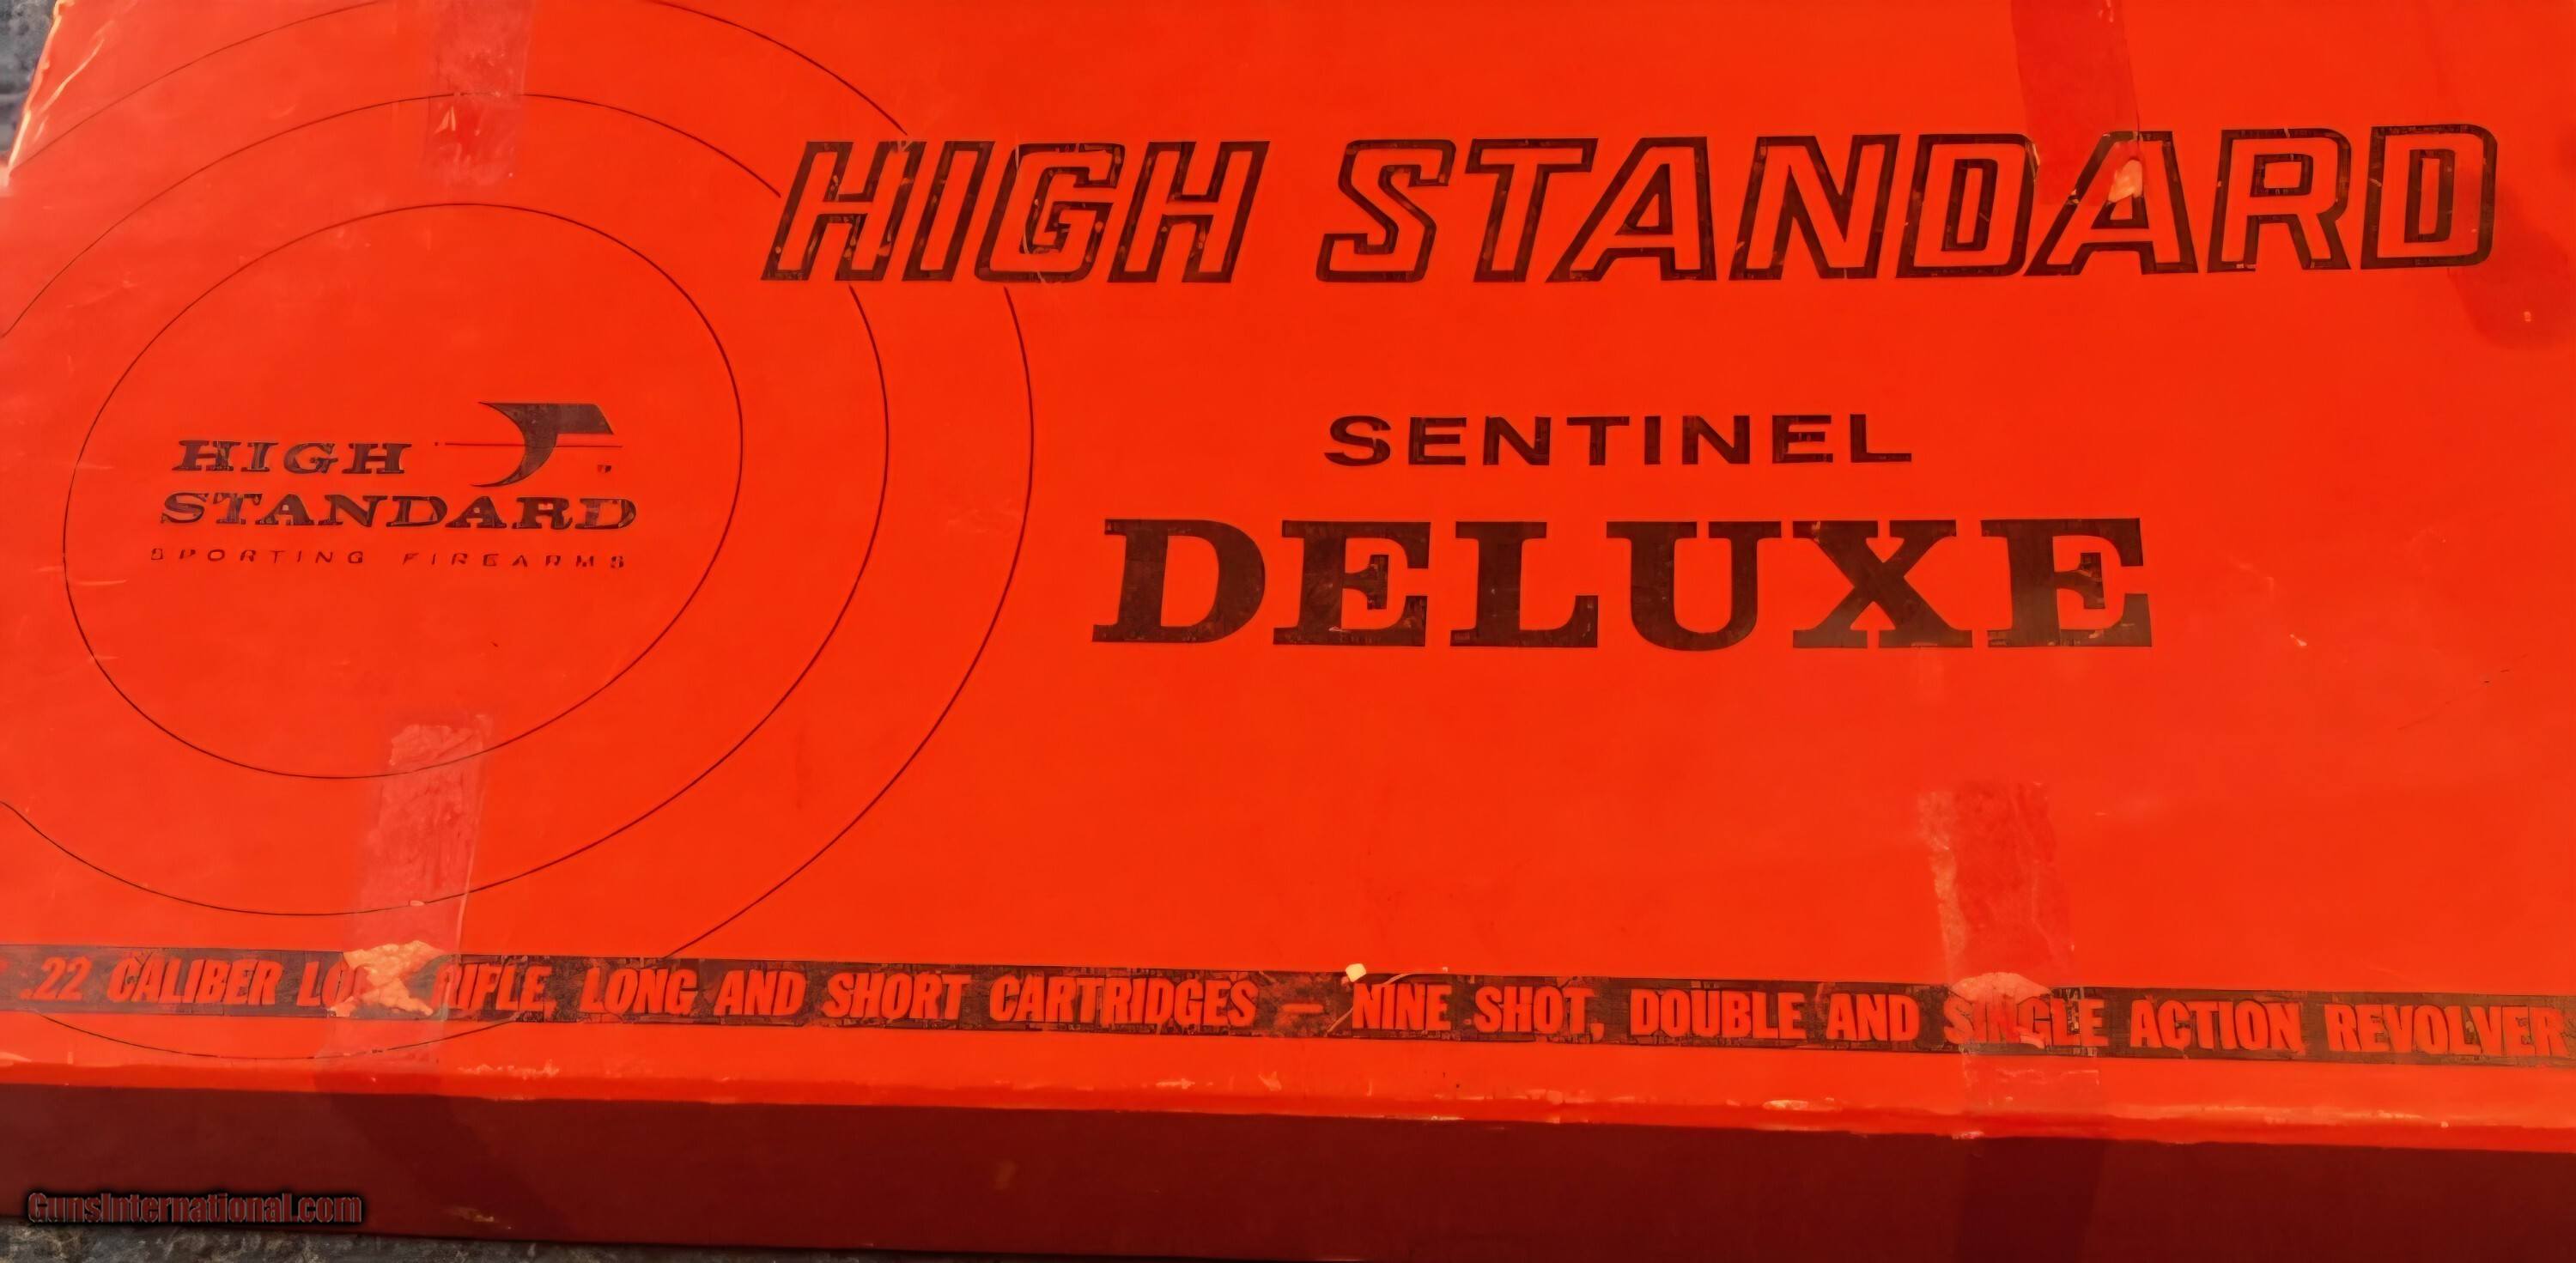 HIGH STANDARD
SENTINEL
DELUXE
HIGH
STANDARD
SPORTING FIREARMS
.22 CALIBER RIFLE, LONG AND SHORT CARTRIDGES — NINE SHOT, DOUBLE AND SINGLE ACTION REVOLVER
GunsInternational.com